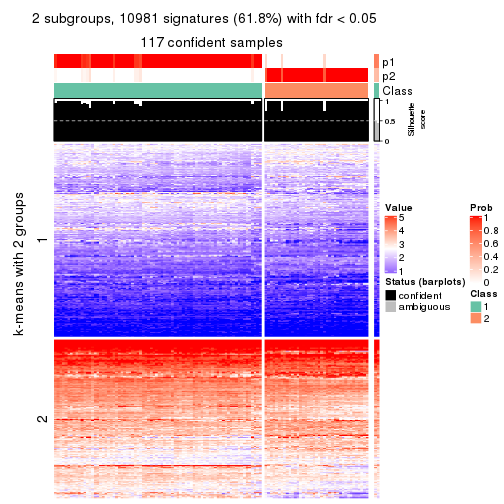 2 subgroups, 10981 signatures (61.8%) with fdr < 0.05
117 confident samples
p1
p2
Class
1
0.5
0
Silhouette
score
k-means with 2 groups
1
2
Value
5
4
3
2
1
Status (barplots)
confident
ambiguous
Prob
1
0.8
0.6
0.4
0.2
0
Class
1
2